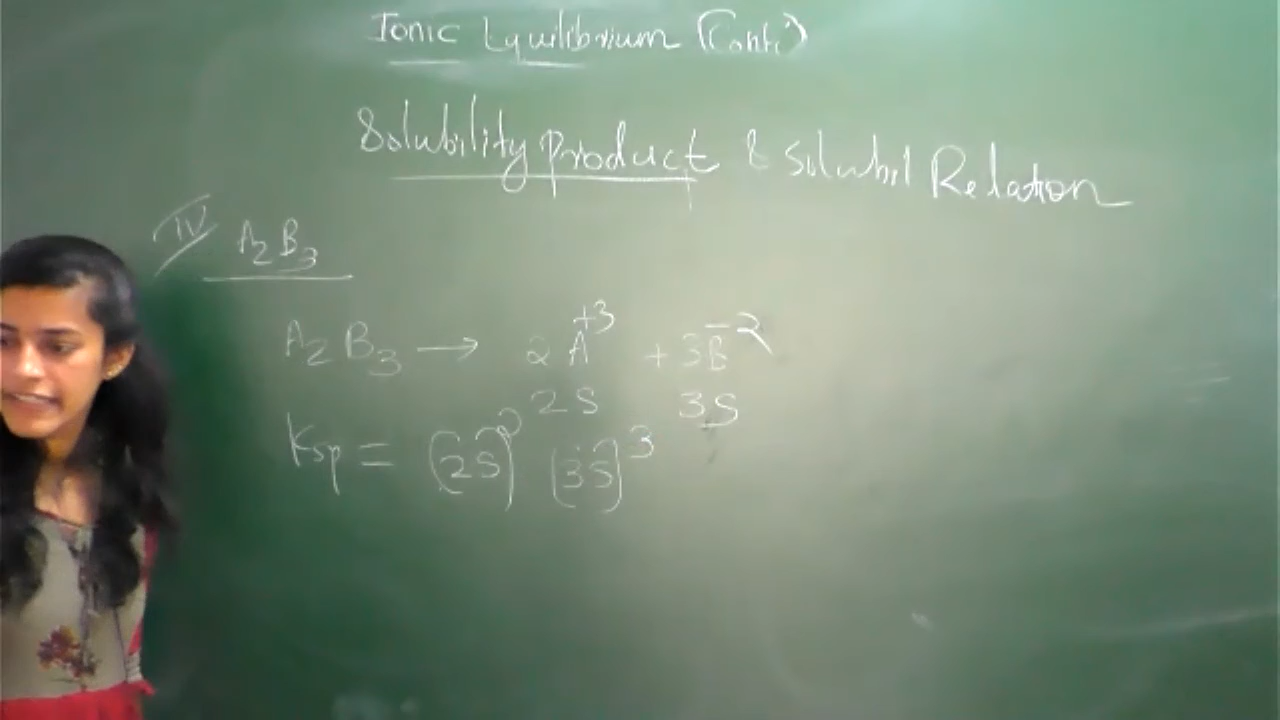 Ionic Equilibrium (Conti)
Solubility Product & Solubil Relation
IV A₂B₃
A₂B₃ → 2A⁺³ + 3B⁻²
2S 3S
Ksp = (2S)² (3S)³